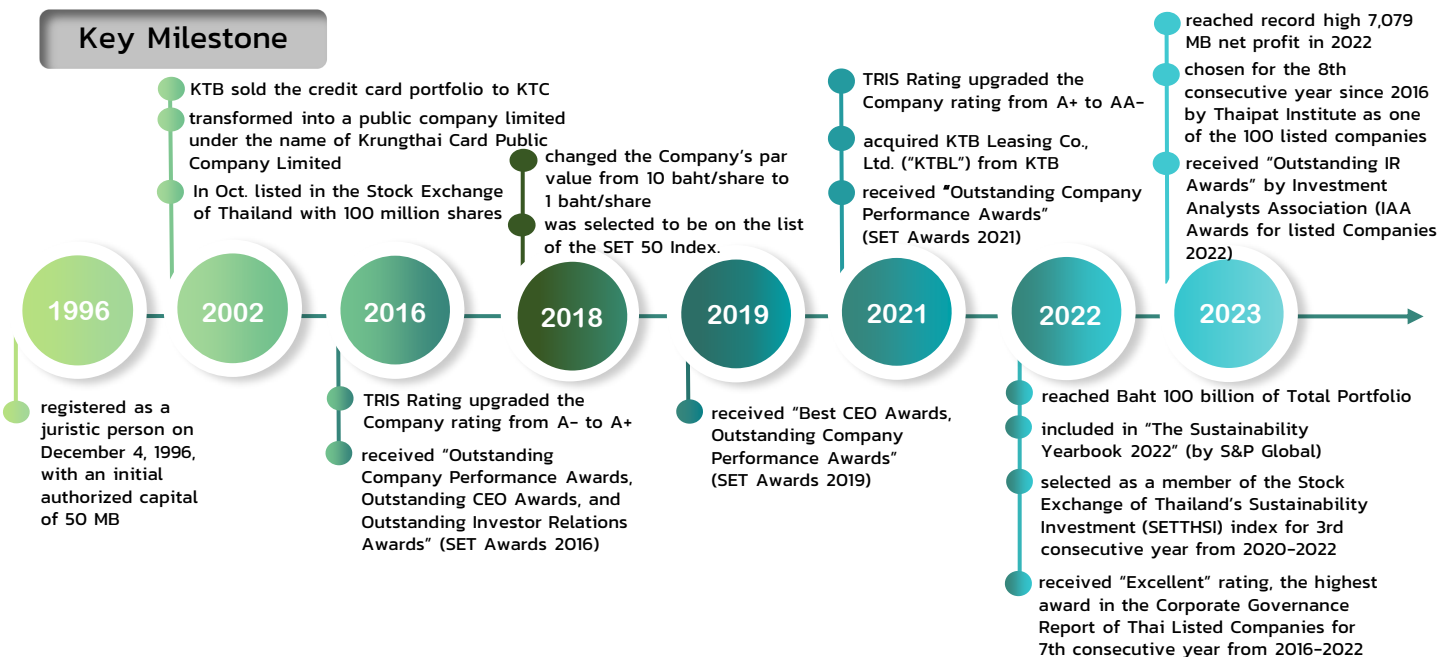 Key Milestone
1996
registered as a
juristic person on
December 4, 1996,
with an initial
authorized capital
of 50 MB
KTB sold the credit card portfolio to KTC
transformed into a public company limited
under the name of Krungthai Card Public
Company Limited
In Oct. listed in the Stock Exchange
of Thailand with 100 million shares
2002
2016
TRIS Rating upgraded the
Company rating from A- to A+
received “Outstanding
Company Performance Awards,
Outstanding CEO Awards, and
Outstanding Investor Relations
Awards” (SET Awards 2016)
changed the Company’s par
value from 10 baht/share to
1 baht/share
was selected to be on the list
of the SET 50 Index.
2018
2019
received “Best CEO Awards,
Outstanding Company
Performance Awards”
(SET Awards 2019)
TRIS Rating upgraded the
Company rating from A+ to AA-
acquired KTB Leasing Co.,
Ltd. (“KTBL”) from KTB
received “Outstanding Company
Performance Awards”
(SET Awards 2021)
2021
2022
reached Baht 100 billion of Total Portfolio
included in “The Sustainability
Yearbook 2022” (by S&P Global)
selected as a member of the Stock
Exchange of Thailand’s Sustainability
Investment (SETTHSI) index for 3rd
consecutive year from 2020-2022
received “Excellent” rating, the highest
award in the Corporate Governance
Report of Thai Listed Companies for
7th consecutive year from 2016-2022
reached record high 7,079
MB net profit in 2022
chosen for the 8th
consecutive year since 2016
by Thaipat Institute as one
of the 100 listed companies
received “Outstanding IR
Awards” by Investment
Analysts Association (IAA
Awards for listed Companies
2022)
2023